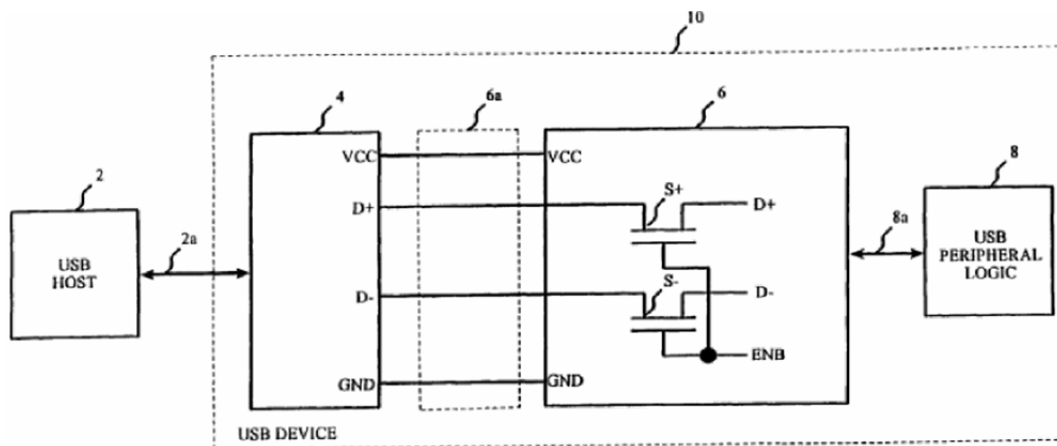 10
4
6a
6
VCC
VCC
2
8
S+
D+
D+
2a
8a
USB
HOST
USB
PERIPHERAL
LOGIC
S-
D-
D-
ENB
GND
GND
USB DEVICE